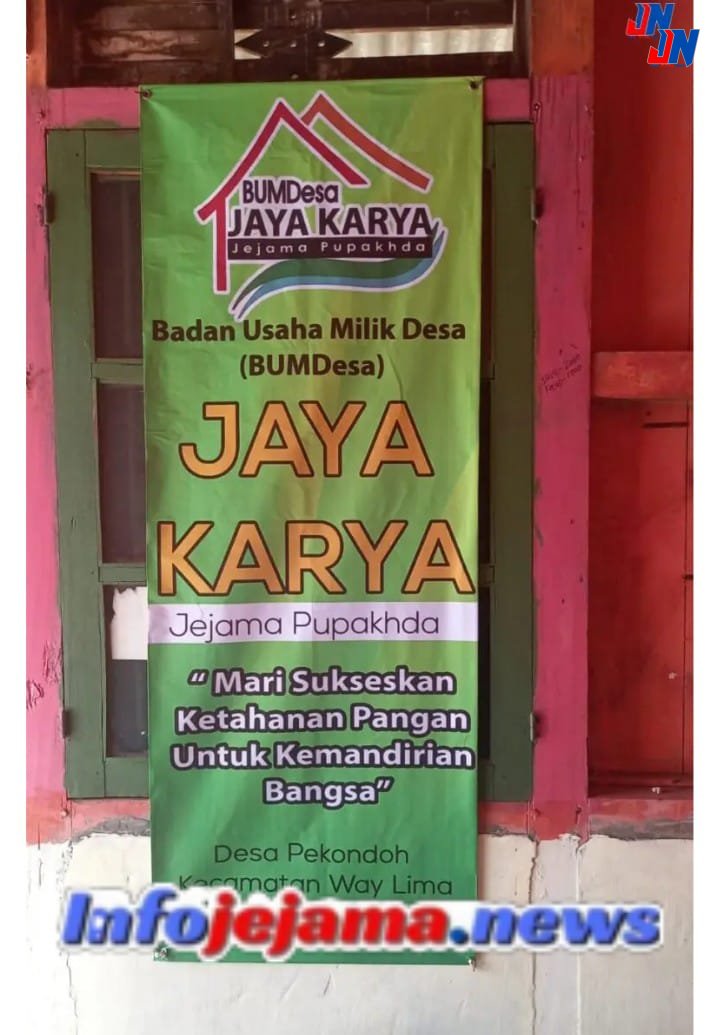 JN
JN
BUMDesa
JAYA KARYA
Jejama Pupakhda
Badan Usaha Milik Desa
(BUMDesa)
JAYA
KARYA
Jejama Pupakhda
“ Mari Sukseskan
Ketahanan Pangan
Untuk Kemandirian
Bangsa”
Desa Pekondoh
Kecamatan Way Lima
Infojejama.news